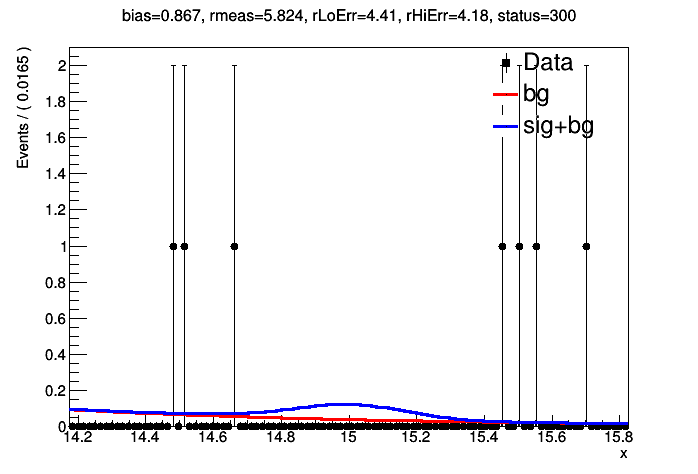 bias=0.867, rmeas=5.824, rLoErr=4.41, rHiErr=4.18, status=300
Events / ( 0.0165 )
2
1.8
1.6
1.4
1.2
1
0.8
0.6
0.4
0.2
0
Data
bg
sig+bg
14.2 14.4 14.6 14.8 15 15.2 15.4 15.6 15.8
x